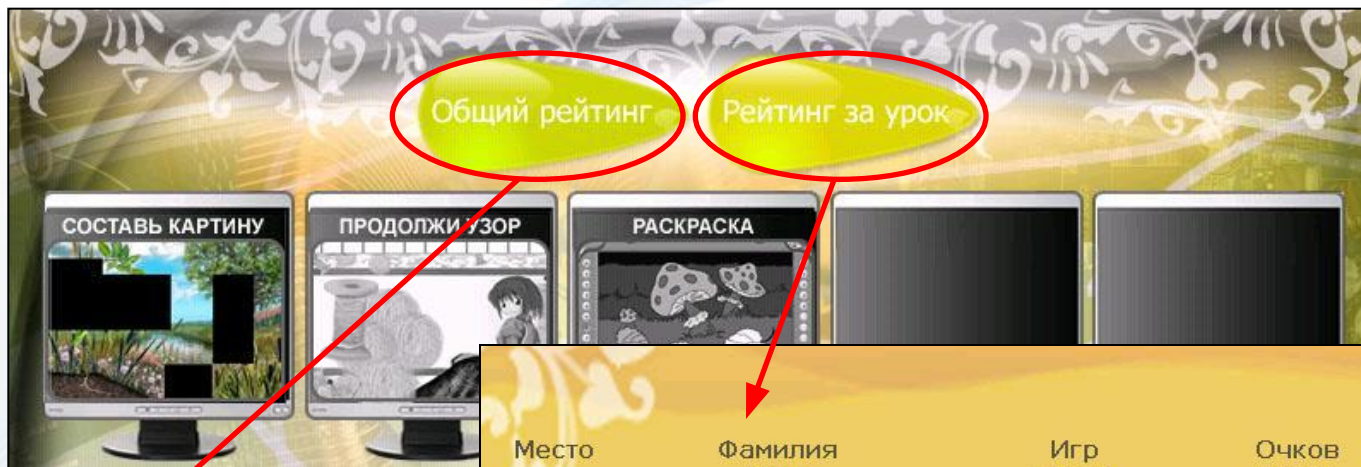 Общий рейтинг
Рейтинг за урок
СОСТАВЬ КАРТИНУ
ПРОДОЛЖИ УЗОР
РАСКРАСКА
Место Фамилия Игр Очков